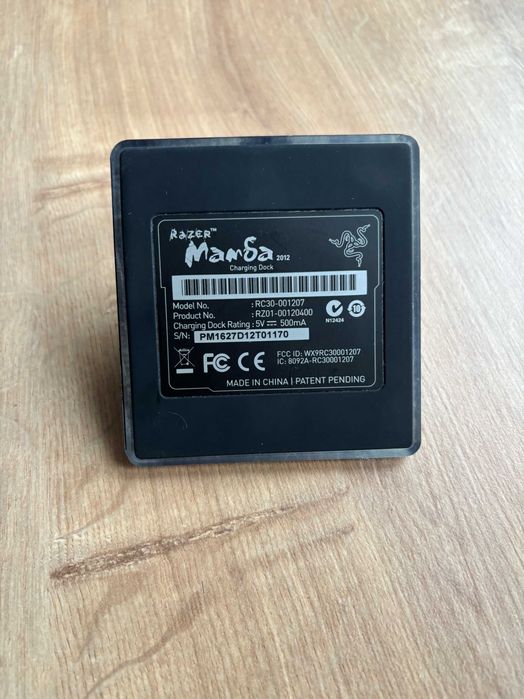 RAZER™
Mamba 2012
Charging Dock
Model No. : RC30-001207
Product No. : RZ01-00120400
Charging Dock Rating : 5V ⎓ 500mA
S/N: PM1627D12T01170
N12424
10
FC CE
FCC ID: WX9RC30001207
IC: 8092A-RC30001207
MADE IN CHINA | PATENT PENDING